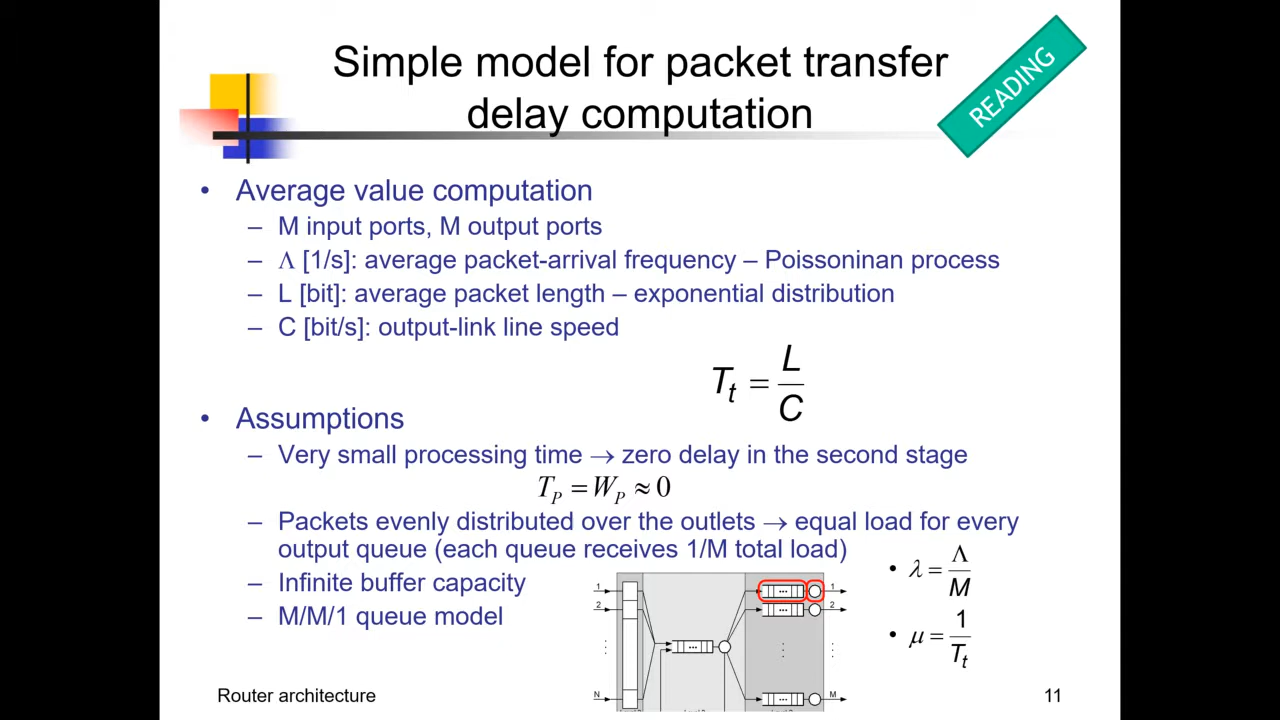 Simple model for packet transfer
delay computation
READING
• Average value computation
– M input ports, M output ports
– Λ [1/s]: average packet-arrival frequency – Poissoninan process
– L [bit]: average packet length – exponential distribution
– C [bit/s]: output-link line speed
T_t = L / C
• Assumptions
– Very small processing time → zero delay in the second stage
T_P = W_P ≈ 0
– Packets evenly distributed over the outlets → equal load for every
output queue (each queue receives 1/M total load)
• λ = Λ / M
– Infinite buffer capacity
– M/M/1 queue model
• μ = 1 / T_t
1 ... 1
2 ... 2
...
N ... M
Router architecture
11